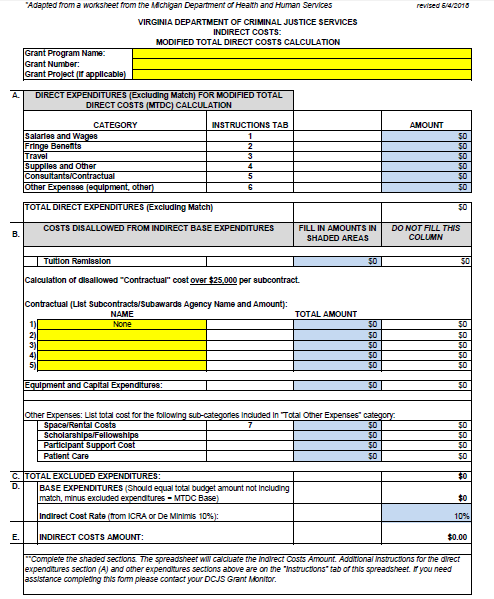 "Adapted from a worksheet from the Michigan Department of Health and Human Services revised 5/4/2018
VIRGINIA DEPARTMENT OF CRIMINAL JUSTICE SERVICES
INDIRECT COSTS:
MODIFIED TOTAL DIRECT COSTS CALCULATION
Grant Program Name:
Grant Number:
Grant Project (if applicable)
A. DIRECT EXPENDITURES (Excluding Match) FOR MODIFIED TOTAL
DIRECT COSTS (MTDC) CALCULATION
CATEGORY INSTRUCTIONS TAB AMOUNT
Salaries and Wages 1 $0
Fringe Benefits 2 $0
Travel 3 $0
Supplies and Other 4 $0
Consultants/Contractual 5 $0
Other Expenses (equipment, other) 6 $0
TOTAL DIRECT EXPENDITURES (Excluding Match) $0
B. COSTS DISALLOWED FROM INDIRECT BASE EXPENDITURES FILL IN AMOUNTS IN DO NOT FILL THIS
SHADED AREAS COLUMN
Tuition Remission $0 $0
Calculation of disallowed "Contractual" cost over $25,000 per subcontract.
Contractual (List Subcontracts/Subawards Agency Name and Amount):
NAME TOTAL AMOUNT
1) None $0 $0
2) $0 $0
3) $0 $0
4) $0 $0
5) $0 $0
Equipment and Capital Expenditures: $0 $0
Other Expenses: List total cost for the following sub-categories included in "Total Other Expenses" category:
Space/Rental Costs 7 $0 $0
Scholarships/Fellowships $0 $0
Participant Support Cost $0 $0
Patient Care $0 $0
C. TOTAL EXCLUDED EXPENDITURES: $0
D. BASE EXPENDITURES (Should equal total budget amount not including
match, minus excluded expenditures = MTDC Base) $0
Indirect Cost Rate (from ICRA or De Minimis 10%): 10%
E. INDIRECT COSTS AMOUNT: $0.00
"*Complete the shaded sections. The spreadsheet will calculate the Indirect Costs Amount. Additional instructions for the direct
expenditures section (A) and other expenditures sections above are on the "Instructions" tab of this spreadsheet. If you need
assistance completing this form please contact your DCJS Grant Monitor.